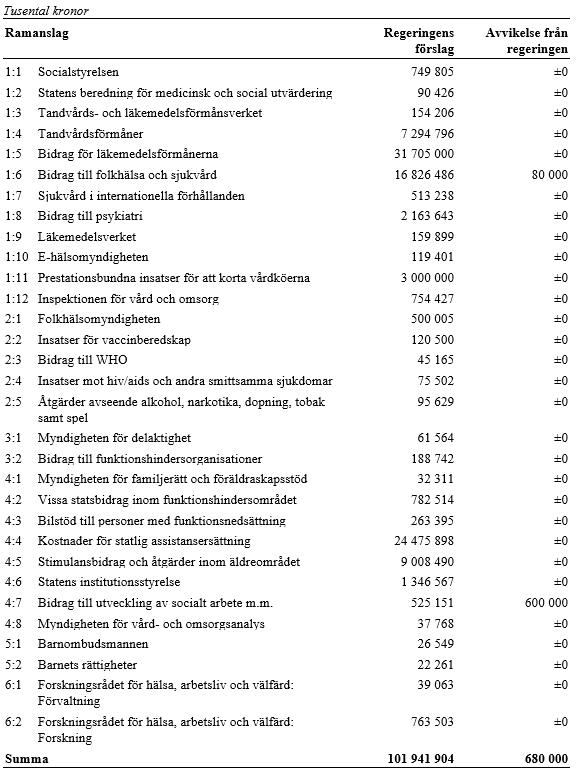 Tusental kronor
Ramanslag Regeringens Avvikelse från
förslag regeringen
1:1 Socialstyrelsen 749 805 ±0
1:2 Statens beredning för medicinsk och social utvärdering 90 426 ±0
1:3 Tandvårds- och läkemedelsförmånsverket 154 206 ±0
1:4 Tandvårdsförmåner 7 294 796 ±0
1:5 Bidrag för läkemedelsförmånerna 31 705 000 ±0
1:6 Bidrag till folkhälsa och sjukvård 16 826 486 80 000
1:7 Sjukvård i internationella förhållanden 513 238 ±0
1:8 Bidrag till psykiatri 2 163 643 ±0
1:9 Läkemedelsverket 159 899 ±0
1:10 E-hälsomyndigheten 119 401 ±0
1:11 Prestationsbundna insatser för att korta vårdköerna 3 000 000 ±0
1:12 Inspektionen för vård och omsorg 754 427 ±0
2:1 Folkhälsomyndigheten 500 005 ±0
2:2 Insatser för vaccinberedskap 120 500 ±0
2:3 Bidrag till WHO 45 165 ±0
2:4 Insatser mot hiv/aids och andra smittsamma sjukdomar 75 502 ±0
2:5 Åtgärder avseende alkohol, narkotika, dopning, tobak 95 629 ±0
samt spel
3:1 Myndigheten för delaktighet 61 564 ±0
3:2 Bidrag till funktionshindersorganisationer 188 742 ±0
4:1 Myndigheten för familjerätt och föräldraskapsstöd 32 311 ±0
4:2 Vissa statsbidrag inom funktionshindersområdet 782 514 ±0
4:3 Bilstöd till personer med funktionsnedsättning 263 395 ±0
4:4 Kostnader för statlig assistansersättning 24 475 898 ±0
4:5 Stimulansbidrag och åtgärder inom äldreområdet 9 008 490 ±0
4:6 Statens institutionsstyrelse 1 346 567 ±0
4:7 Bidrag till utveckling av socialt arbete m.m. 525 151 600 000
4:8 Myndigheten för vård- och omsorgsanalys 37 768 ±0
5:1 Barnombudsmannen 26 549 ±0
5:2 Barnets rättigheter 22 261 ±0
6:1 Forskningsrådet för hälsa, arbetsliv och välfärd: 39 063 ±0
Förvaltning
6:2 Forskningsrådet för hälsa, arbetsliv och välfärd: 763 503 ±0
Forskning
Summa 101 941 904 680 000